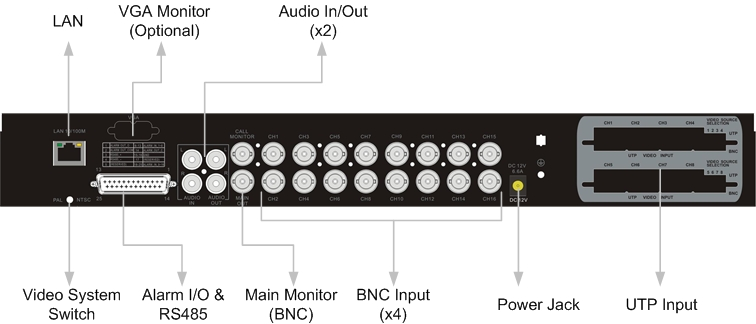 LAN
VGA Monitor
(Optional)
Audio In/Out
(x2)
VGA
LAN 10/100M
CALL
MONITOR
CH1
CH3
CH5
CH7
CH9
CH11
CH13
CH15
CH1
CH2
CH3
CH4
VIDEO SOURCE
SELECTION
1 2 3 4
UTP
BNC
UTP VIDEO INPUT
DC 12V
CH5
CH6
CH7
CH8
VIDEO SOURCE
SELECTION
5 6 7 8
UTP
BNC
UTP VIDEO INPUT
13
1
25
14
PAL
NTSC
AUDIO
IN
AUDIO
OUT
MAIN
OUT
CH2
CH4
CH6
CH8
CH10
CH12
CH14
CH16
DC 12V
Video System
Switch
Alarm I/O &
RS485
Main Monitor
(BNC)
BNC Input
(x4)
Power Jack
UTP Input